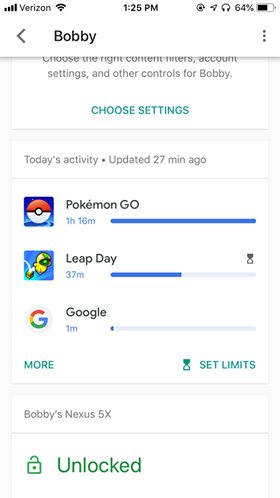 Verizon 1:25 PM 64%
Bobby
Choose the right content filters, account
settings, and other controls for Bobby.
CHOOSE SETTINGS
Today's activity • Updated 27 min ago
Pokémon GO
1h 16m
Leap Day
37m
Google
1m
MORE SET LIMITS
Bobby's Nexus 5X
Unlocked